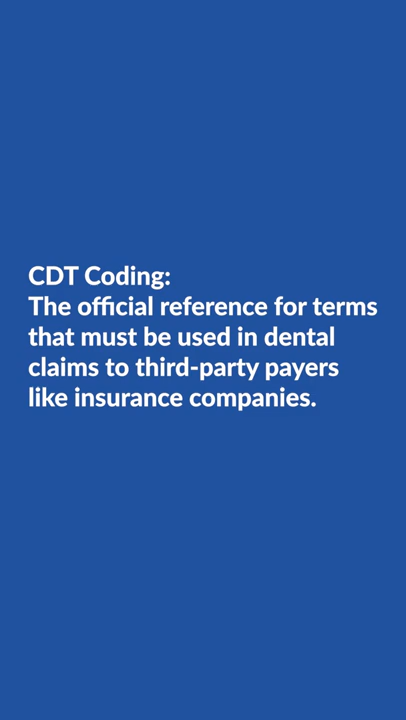 CDT Coding:
The official reference for terms
that must be used in dental
claims to third-party payers
like insurance companies.